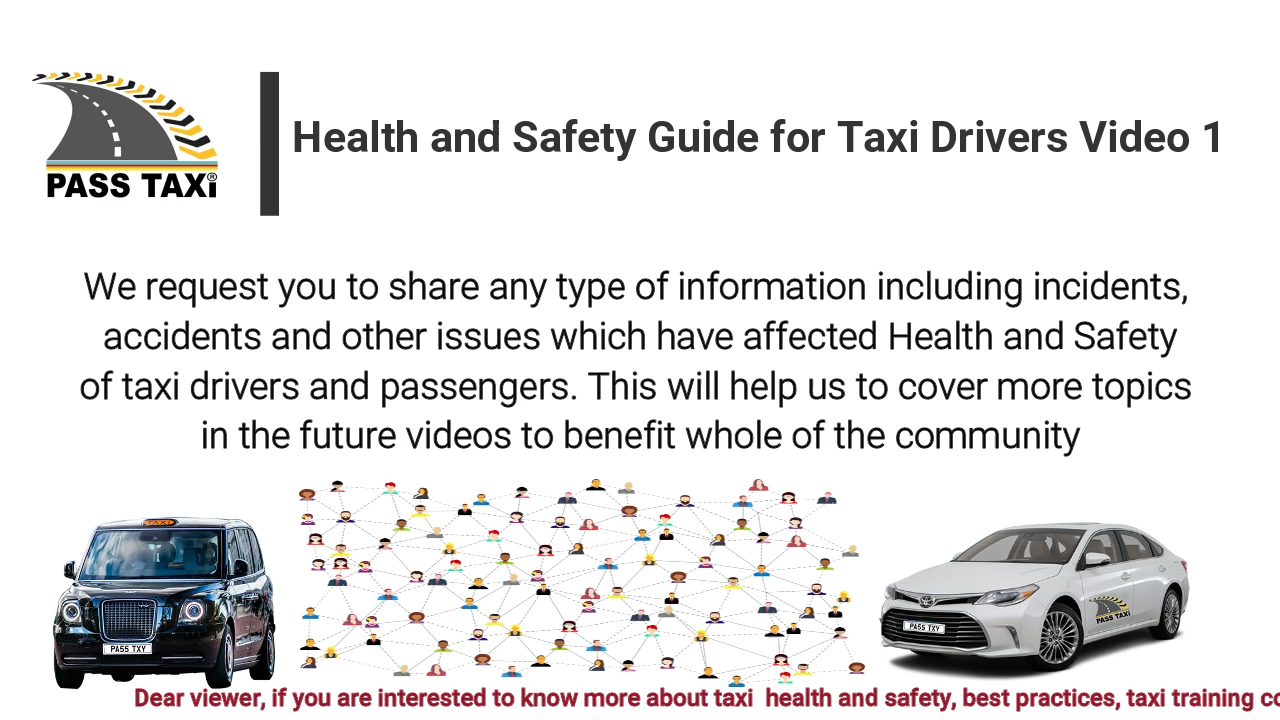 PASS TAXi®
Health and Safety Guide for Taxi Drivers Video 1
We request you to share any type of information including incidents,
accidents and other issues which have affected Health and Safety
of taxi drivers and passengers. This will help us to cover more topics
in the future videos to benefit whole of the community
TAXI
PASS TXY
PASS TXY
PASS TAXi
Dear viewer, if you are interested to know more about taxi health and safety, best practices, taxi training co